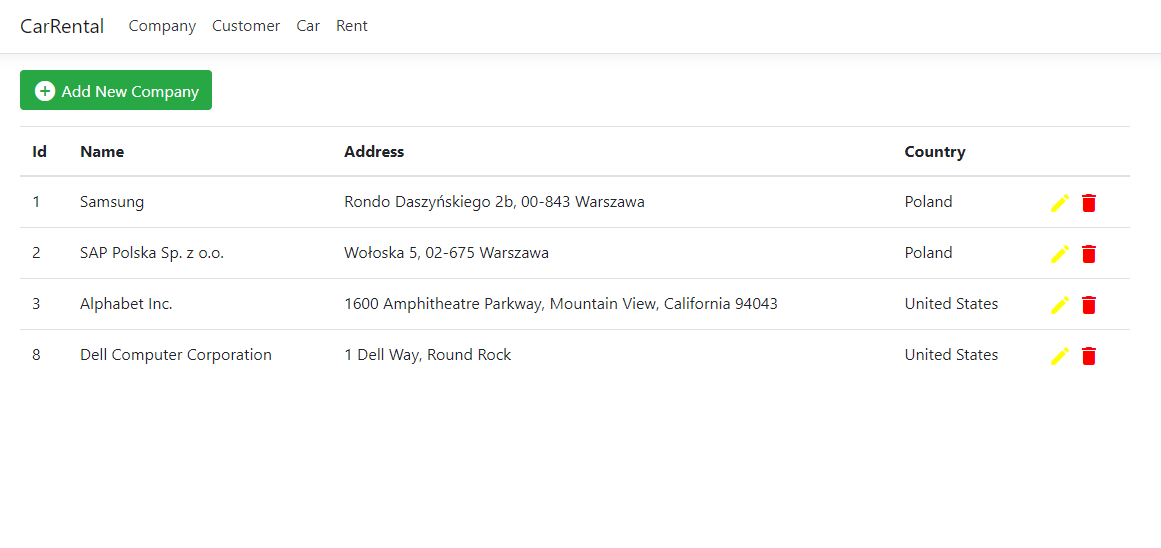 CarRental Company Customer Car Rent
Add New Company
Id Name Address Country
1 Samsung Rondo Daszyńskiego 2b, 00-843 Warszawa Poland
2 SAP Polska Sp. z o.o. Wołoska 5, 02-675 Warszawa Poland
3 Alphabet Inc. 1600 Amphitheatre Parkway, Mountain View, California 94043 United States
8 Dell Computer Corporation 1 Dell Way, Round Rock United States